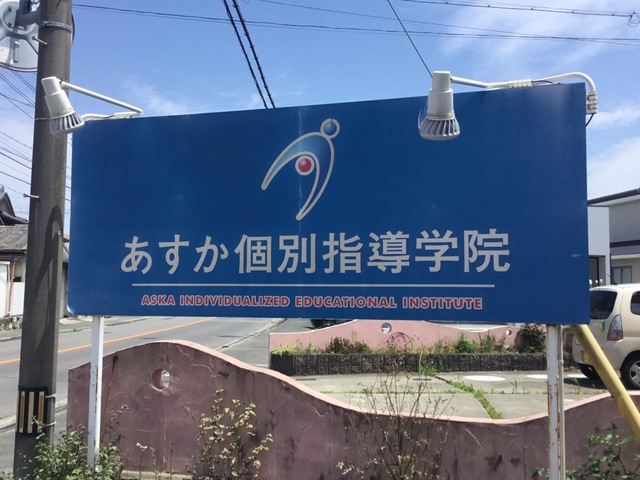 あすか個別指導学院
ASKA INDIVIDUALIZED EDUCATIONAL INSTITUTE